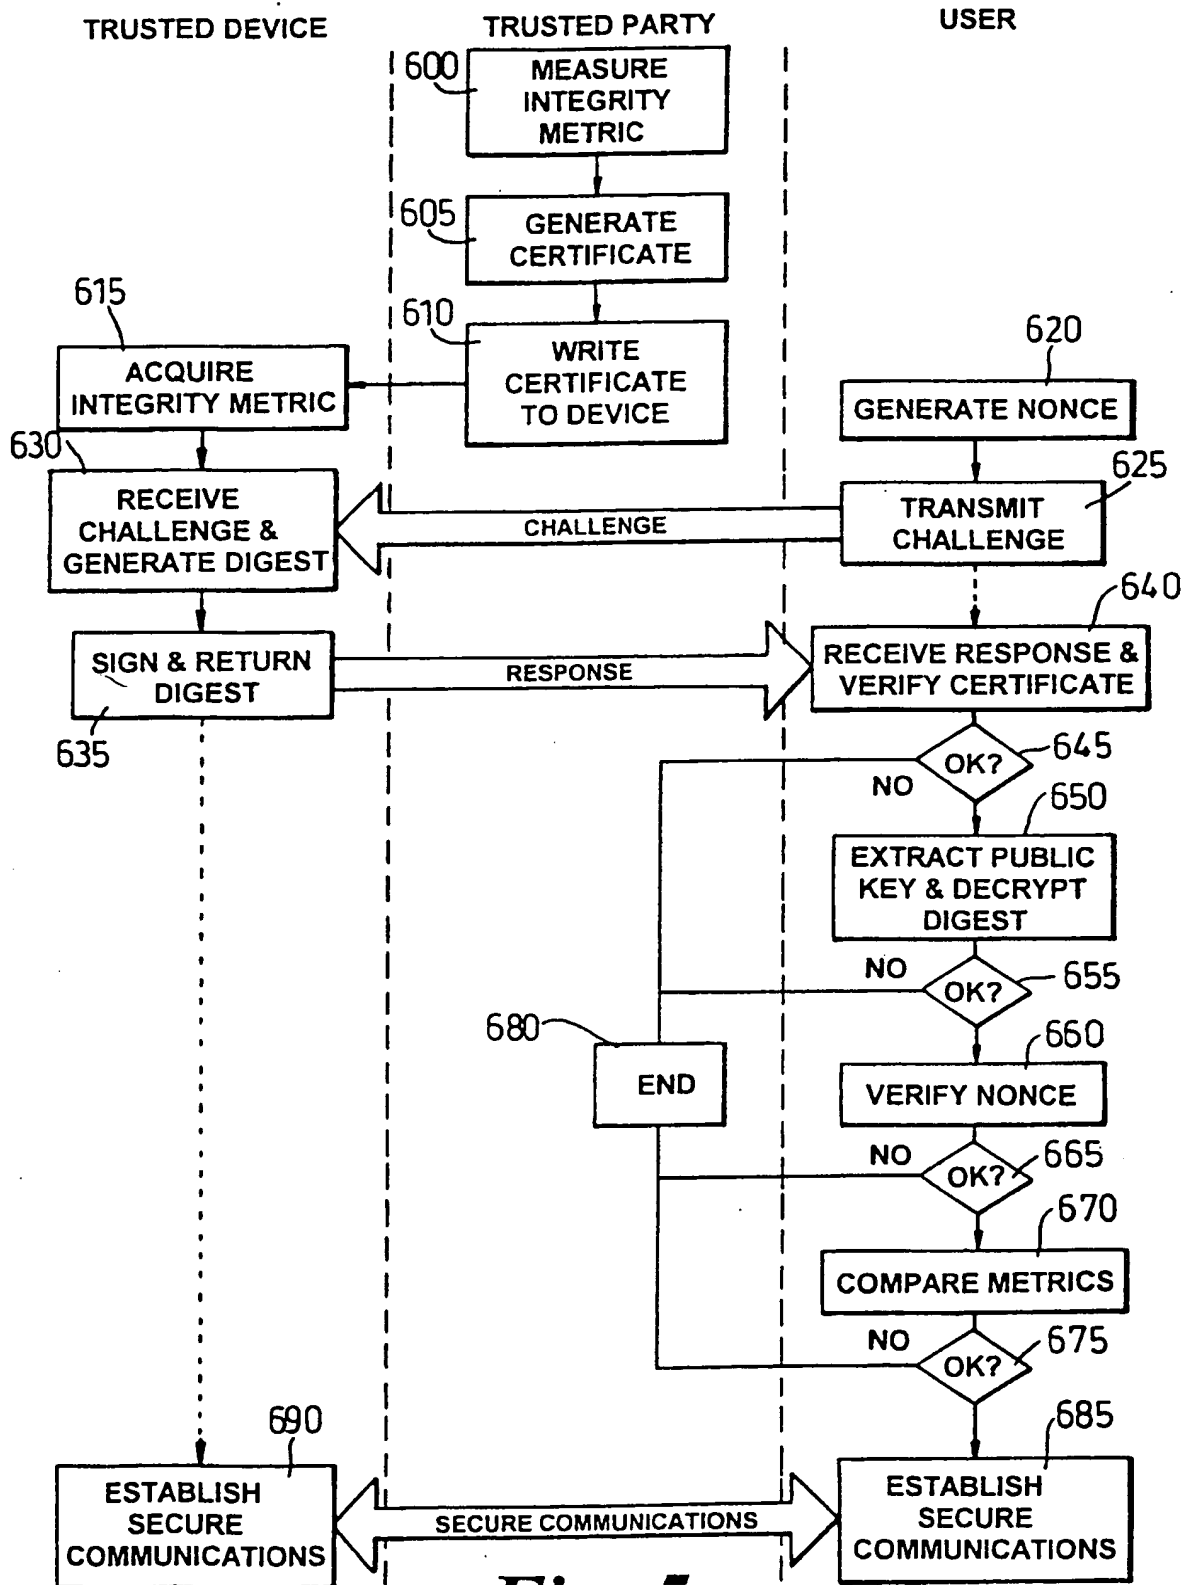 TRUSTED DEVICE
TRUSTED PARTY
USER
600
MEASURE
INTEGRITY
METRIC
605
GENERATE
CERTIFICATE
610
WRITE
CERTIFICATE
TO DEVICE
615
ACQUIRE
INTEGRITY METRIC
620
GENERATE NONCE
625
TRANSMIT
CHALLENGE
CHALLENGE
630
RECEIVE
CHALLENGE &
GENERATE DIGEST
635
SIGN & RETURN
DIGEST
RESPONSE
640
RECEIVE RESPONSE &
VERIFY CERTIFICATE
645
OK?
NO
650
EXTRACT PUBLIC
KEY & DECRYPT
DIGEST
655
OK?
NO
680
END
660
VERIFY NONCE
665
OK?
NO
670
COMPARE METRICS
675
OK?
NO
690
ESTABLISH
SECURE
COMMUNICATIONS
SECURE COMMUNICATIONS
685
ESTABLISH
SECURE
COMMUNICATIONS